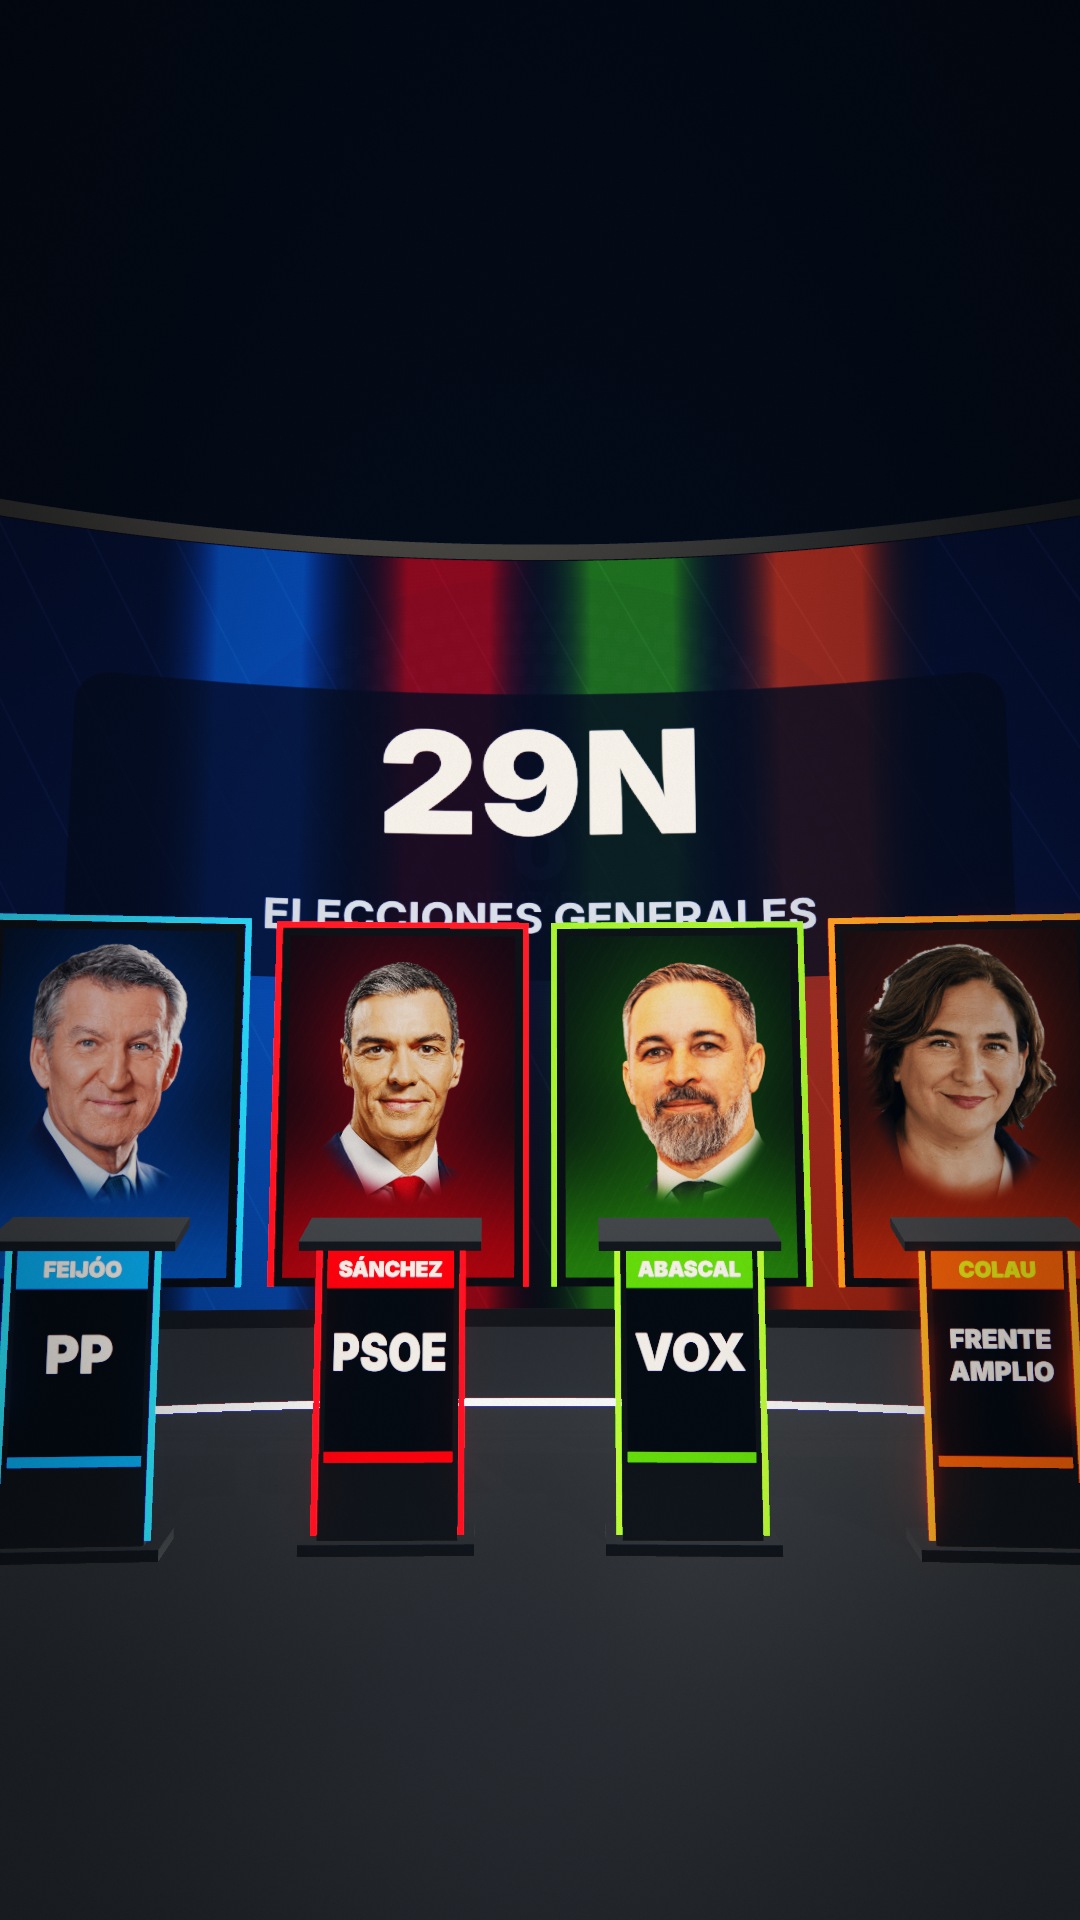 29N
ELECCIONES GENERALES
FEIJÓO
PP
SÁNCHEZ
PSOE
ABASCAL
VOX
COLAU
FRENTE
AMPLIO